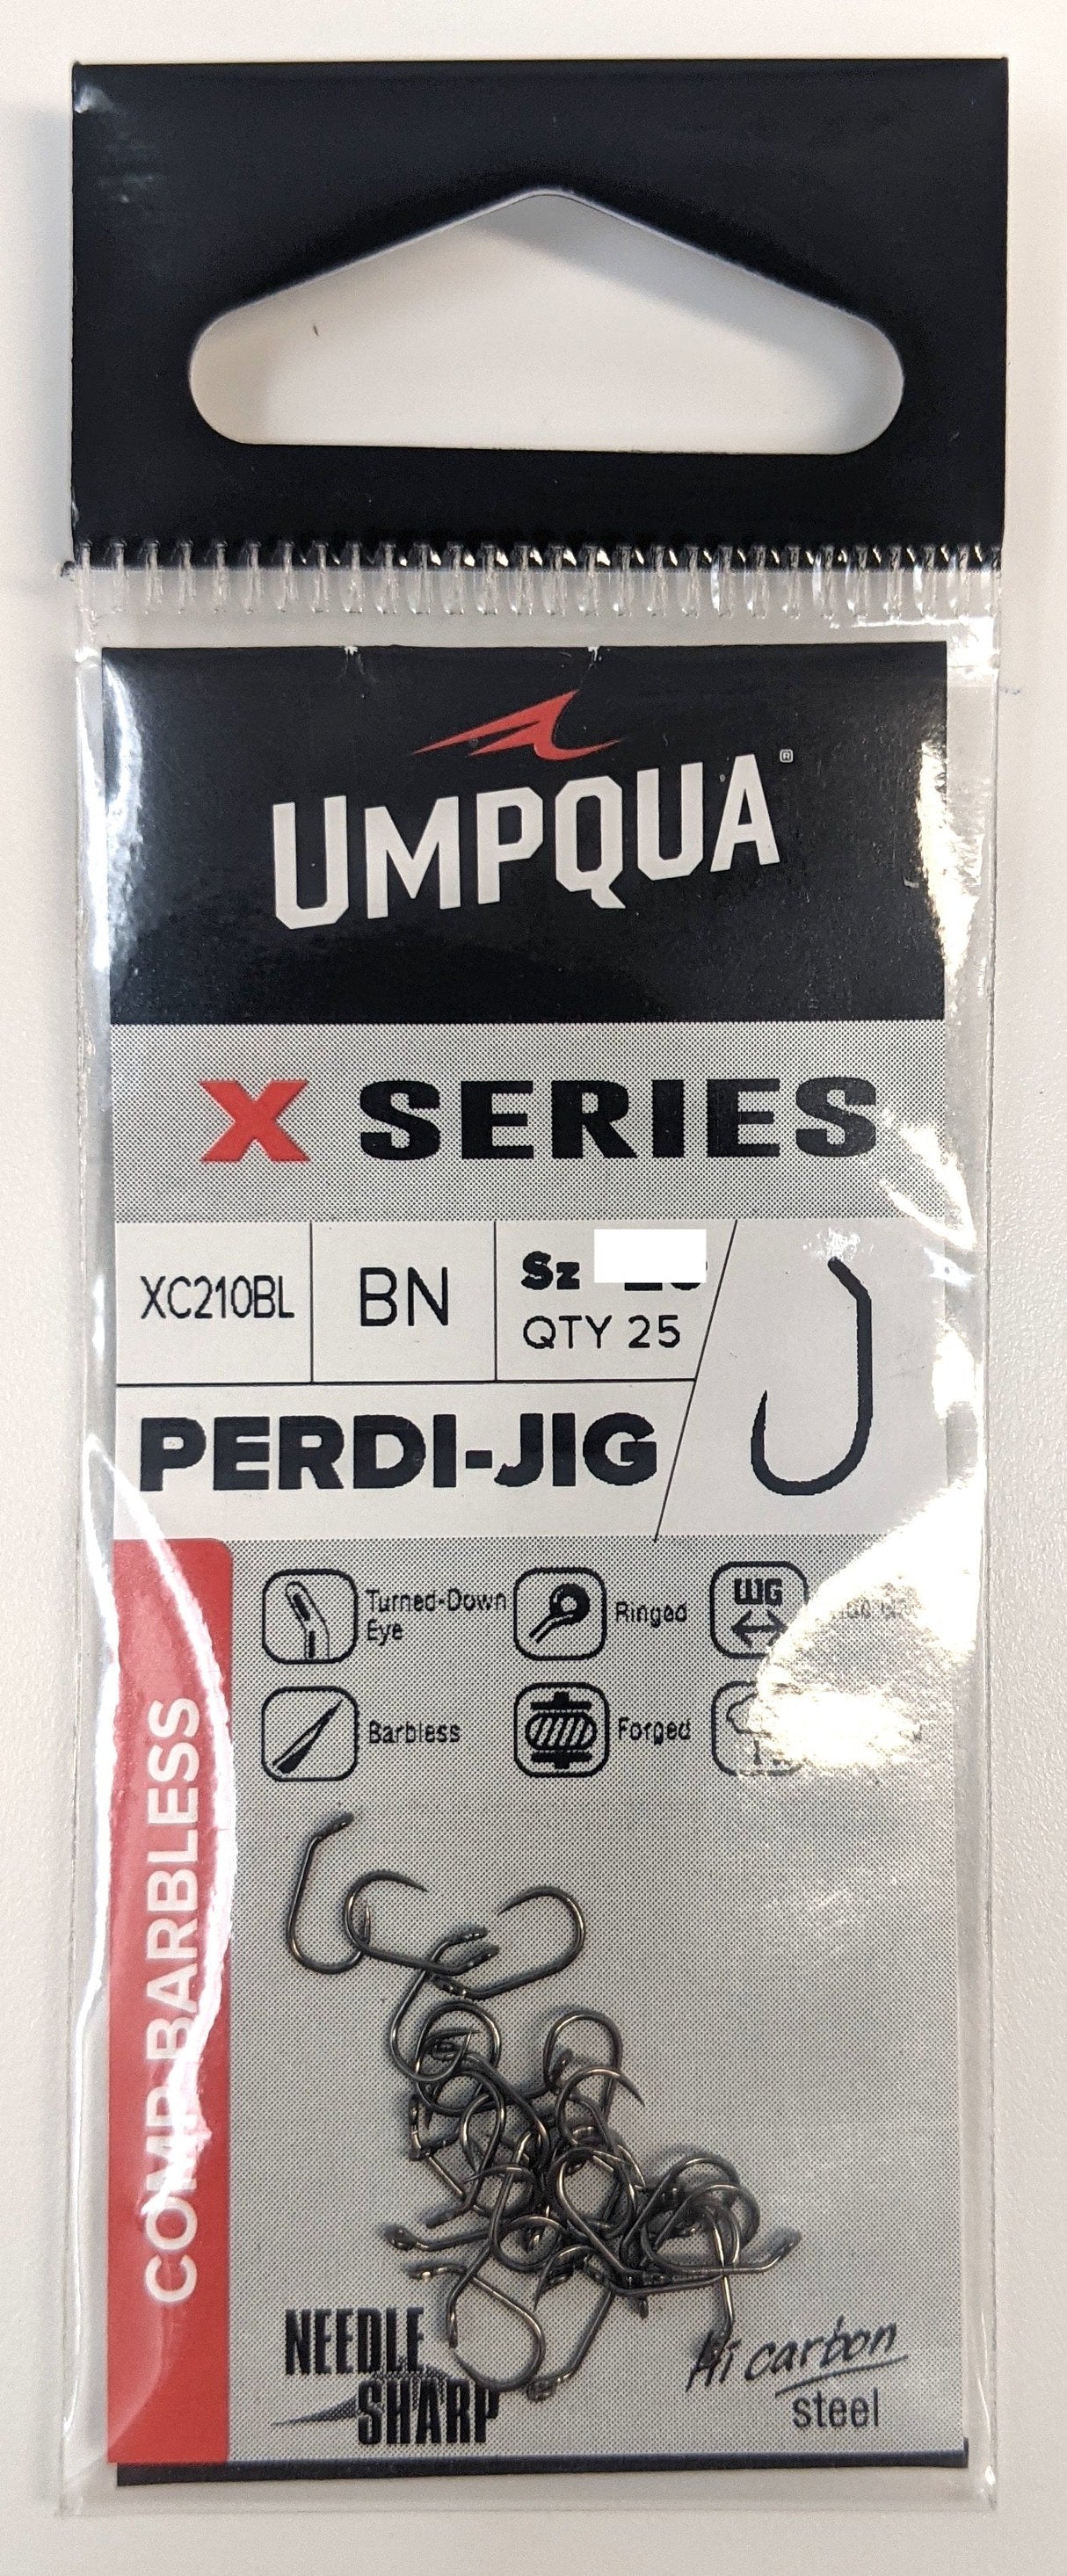 UMPQUA®
X SERIES
XC210BL
BN
Sz
QTY 25
PERDI-JIG
Turned-Down
Eye
Ringed
WG
Barbless
Forged
COMP BARBLESS
NEEDLE
SHARP
Hi carbon
steel